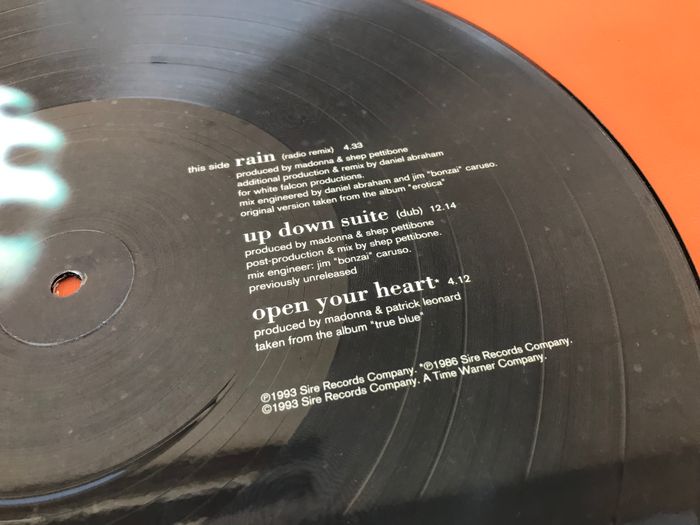 this side rain (radio remix) 4.33
produced by madonna & shep pettibone
additional production & remix by daniel abraham
for white falcon productions.
mix engineered by daniel abraham and jim "bonzai" caruso.
original version taken from the album "erotica"
up down suite (dub) 12.14
produced by madonna & shep pettibone
post-production & mix by shep pettibone.
mix engineer: jim "bonzai" caruso.
previously unreleased
open your heart* 4.12
produced by madonna & patrick leonard
taken from the album "true blue"
℗1993 Sire Records Company. *℗1986 Sire Records Company.
©1993 Sire Records Company. A Time Warner Company.